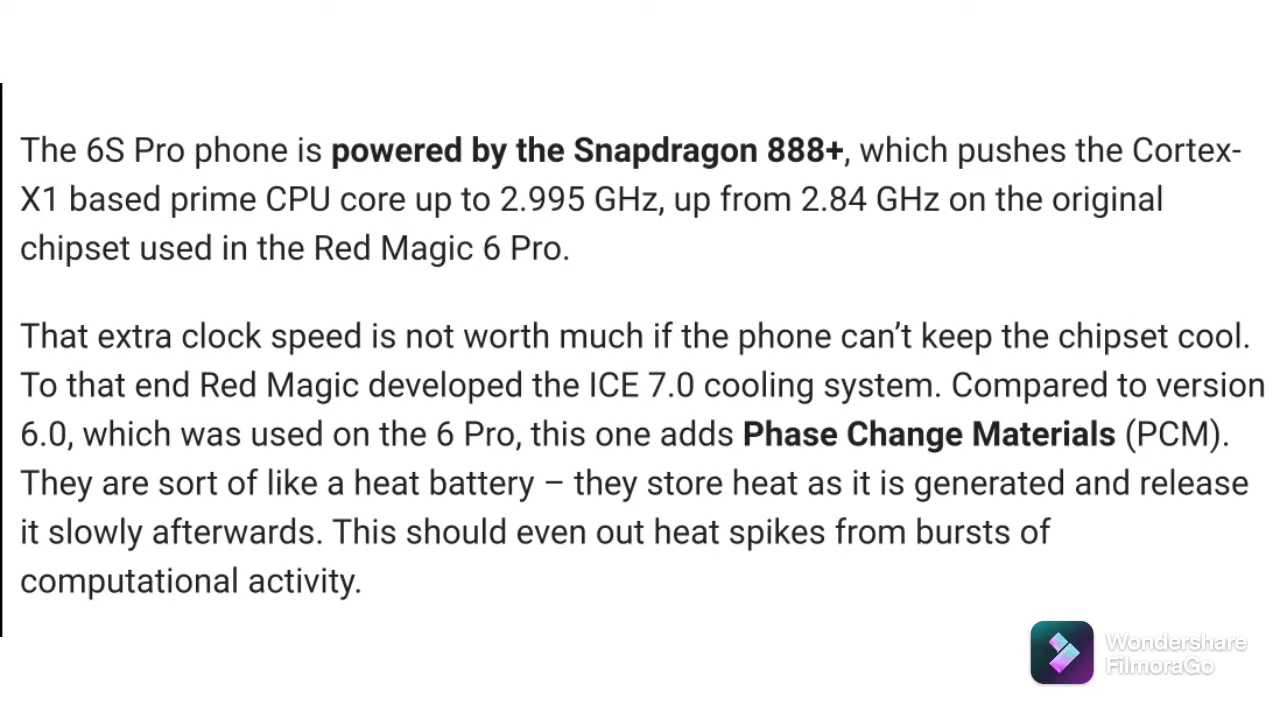 The 6S Pro phone is powered by the Snapdragon 888+, which pushes the Cortex-
X1 based prime CPU core up to 2.995 GHz, up from 2.84 GHz on the original
chipset used in the Red Magic 6 Pro.
That extra clock speed is not worth much if the phone can’t keep the chipset cool.
To that end Red Magic developed the ICE 7.0 cooling system. Compared to version
6.0, which was used on the 6 Pro, this one adds Phase Change Materials (PCM).
They are sort of like a heat battery – they store heat as it is generated and release
it slowly afterwards. This should even out heat spikes from bursts of
computational activity.
Wondershare
FilmoraGo